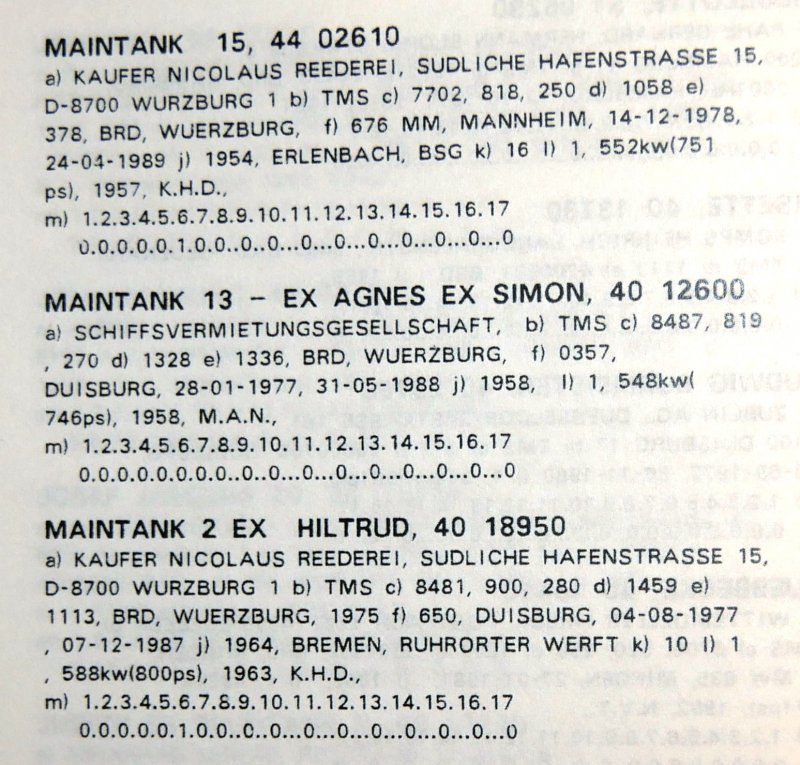 MAINTANK 15, 44 02610
a) KAUFER NICOLAUS REEDEREI, SUDLICHE HAFENSTRASSE 15,
D-8700 WURZBURG 1 b) TMS c) 7702, 818, 250 d) 1058 e)
378, BRD, WUERZBURG, f) 676 MM, MANNHEIM, 14-12-1978,
24-04-1989 j) 1954, ERLENBACH, BSG k) 16 l) 1, 552kw(751
ps), 1957, K.H.D.,
m) 1.2.3.4.5.6.7.8.9.10.11.12.13.14.15.16.17
0.0.0.0.0.1.0.0.0..0...0...0...0...0...0...0...0
MAINTANK 13 - EX AGNES EX SIMON, 40 12600
a) SCHIFFSVERMIETUNGSGESELLSCHAFT, b) TMS c) 8487, 819
, 270 d) 1328 e) 1336, BRD, WUERZBURG, f) 0357,
DUISBURG, 28-01-1977, 31-05-1988 j) 1958, l) 1, 548kw(
746ps), 1958, M.A.N.,
m) 1.2.3.4.5.6.7.8.9.10.11.12.13.14.15.16.17
0.0.0.0.0.0.0.0.0..0...0...0...0...0...0...0...0
MAINTANK 2 EX HILTRUD, 40 18950
a) KAUFER NICOLAUS REEDEREI, SUDLICHE HAFENSTRASSE 15,
D-8700 WURZBURG 1 b) TMS c) 8481, 900, 280 d) 1459 e)
1113, BRD, WUERZBURG, 1975 f) 650, DUISBURG, 04-08-1977
, 07-12-1987 j) 1964, BREMEN, RUHRORTER WERFT k) 10 l) 1
, 588kw(800ps), 1963, K.H.D.,
m) 1.2.3.4.5.6.7.8.9.10.11.12.13.14.15.16.17
0.0.0.0.0.1.0.0.0..0...0...0...0...0...0...0...0